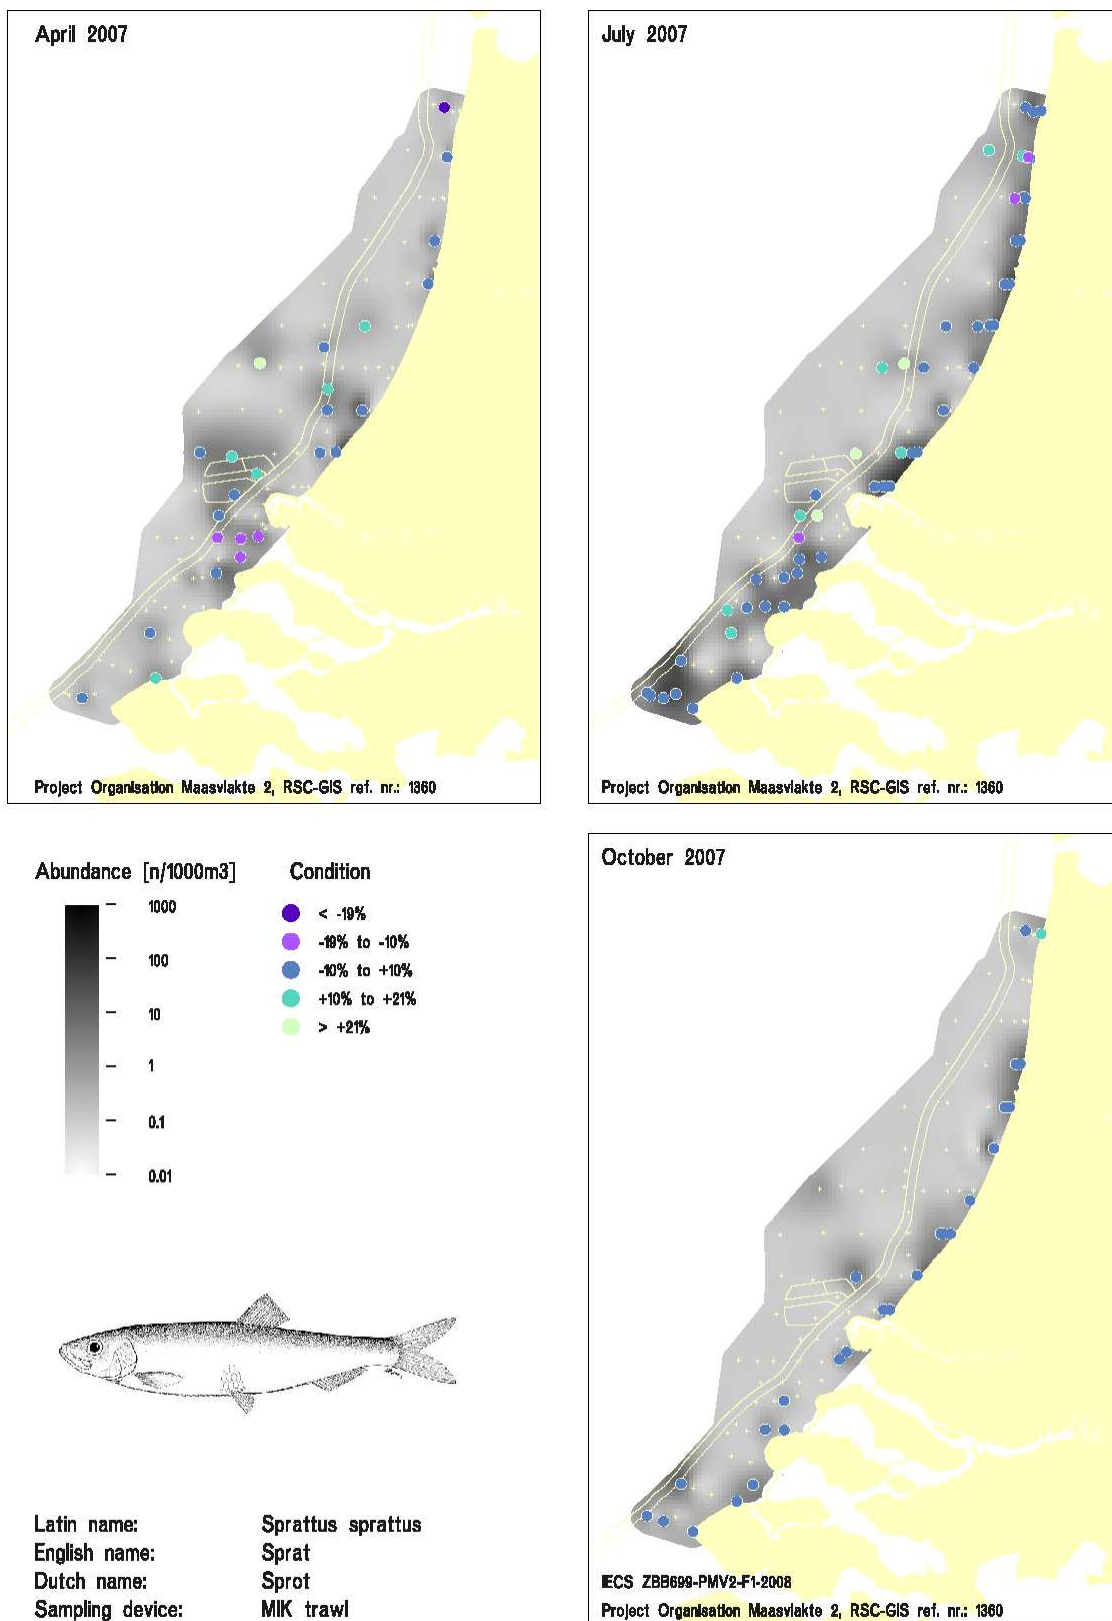 April 2007
Project Organisation Maasvlakte 2, RSC-GIS ref. nr.: 1360
July 2007
Project Organisation Maasvlakte 2, RSC-GIS ref. nr.: 1360
Abundance [n/1000m3]
1000
100
10
1
0.1
0.01
Condition
< -19%
-19% to -10%
-10% to +10%
+10% to +21%
> +21%
October 2007
IECS ZBB699-PMV2-F1-2008
Project Organisation Maasvlakte 2, RSC-GIS ref. nr.: 1360
Latin name: Sprattus sprattus
English name: Sprat
Dutch name: Sprot
Sampling device: MIK trawl